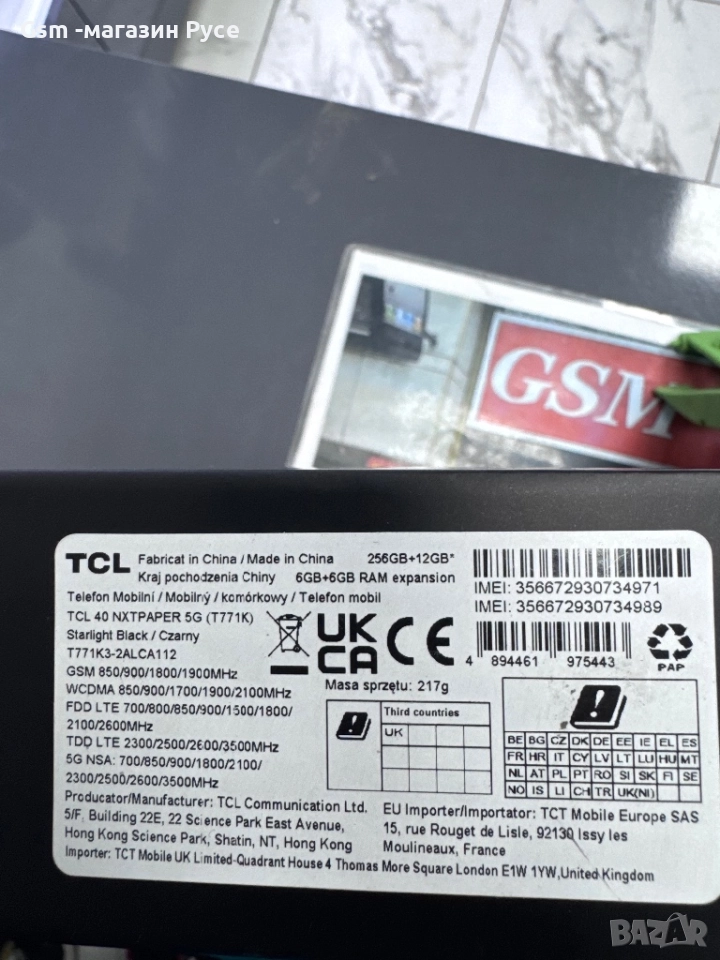 Gsm -магазин Русе
GSM
TCL Fabricat in China / Made in China 256GB+12GB*
Kraj pochodzenia Chiny 6GB+6GB RAM expansion
Telefon Mobilní / Mobilný / komórkowy / Telefon mobil
TCL 40 NXTPAPER 5G (T771K)
Starlight Black / Czarny
T771K3-2ALCA112
GSM 850/900/1800/1900MHz
WCDMA 850/900/1700/1900/2100MHz
FDD LTE 700/800/850/900/1500/1800/
2100/2600MHz
TDD LTE 2300/2500/2600/3500MHz
5G NSA: 700/850/900/1800/2100/
2300/2500/2600/3500MHz
UK
CA
CE
Masa sprzętu: 217g
IMEI: 356672930734971
IMEI: 356672930734989
4 894461 975443
PAP
Third countries
UK
BE BG CZ DK DE EE IE EL ES
FR HR IT CY LV LT LU HU MT
NL AT PL PT RO SI SK FI SE
NO IS LI CH TR UK(NI)
Producator/Manufacturer: TCL Communication Ltd.
5/F, Building 22E, 22 Science Park East Avenue,
Hong Kong Science Park, Shatin, NT, Hong Kong
EU Importer/Importator: TCT Mobile Europe SAS
15, rue Rouget de Lisle, 92130 Issy les
Moulineaux, France
Importer: TCT Mobile UK Limited-Quadrant House 4 Thomas More Square London E1W 1YW,United Kingdom
BAZAR